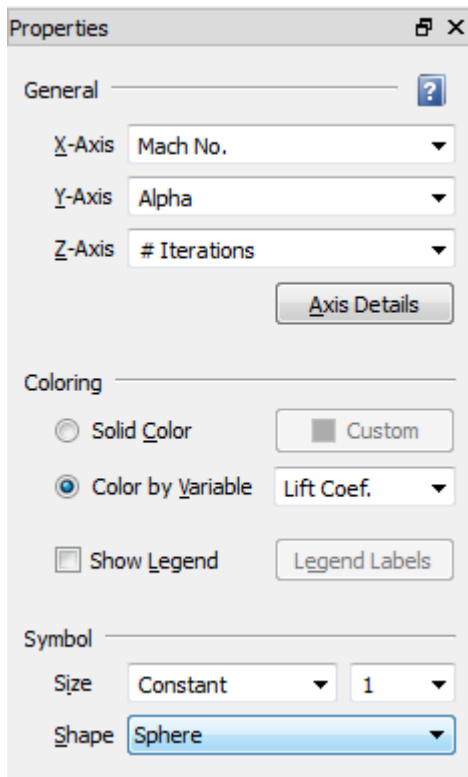 Properties
General
?
X-Axis Mach No.
Y-Axis Alpha
Z-Axis # Iterations
Axis Details
Coloring
Solid Color Custom
Color by Variable Lift Coef.
Show Legend Legend Labels
Symbol
Size Constant 1
Shape Sphere